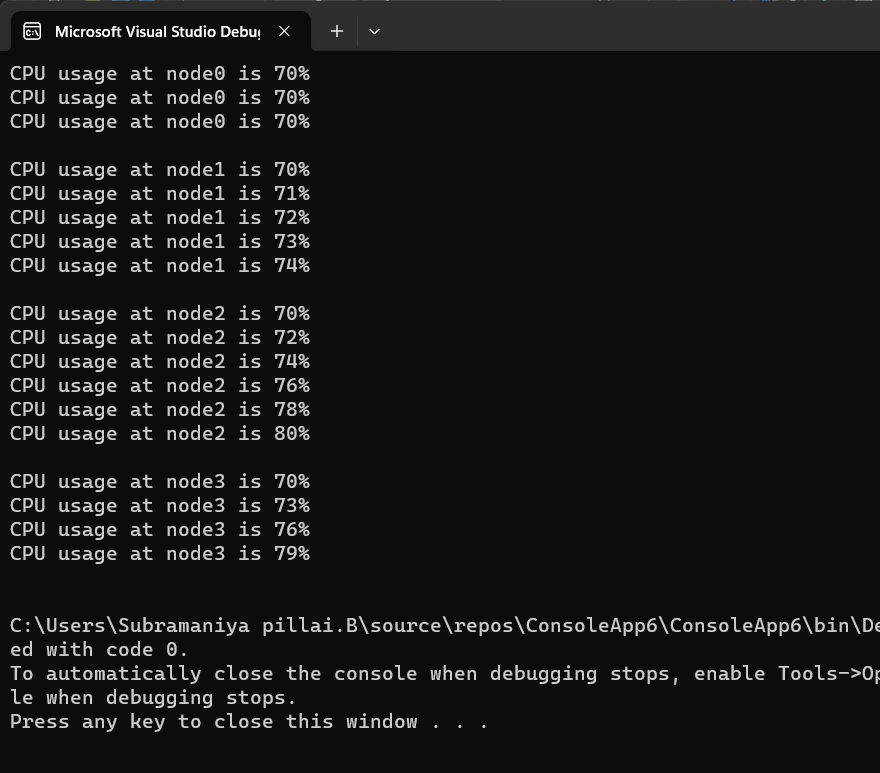 Microsoft Visual Studio Debu
CPU usage at node0 is 70%
CPU usage at node0 is 70%
CPU usage at node0 is 70%
CPU usage at node1 is 70%
CPU usage at node1 is 71%
CPU usage at node1 is 72%
CPU usage at node1 is 73%
CPU usage at node1 is 74%
CPU usage at node2 is 70%
CPU usage at node2 is 72%
CPU usage at node2 is 74%
CPU usage at node2 is 76%
CPU usage at node2 is 78%
CPU usage at node2 is 80%
CPU usage at node3 is 70%
CPU usage at node3 is 73%
CPU usage at node3 is 76%
CPU usage at node3 is 79%
C:\Users\Subramaniya pillai.B\source\repos\ConsoleApp6\ConsoleApp6\bin\De
ed with code 0.
To automatically close the console when debugging stops, enable Tools->Op
le when debugging stops.
Press any key to close this window . . .